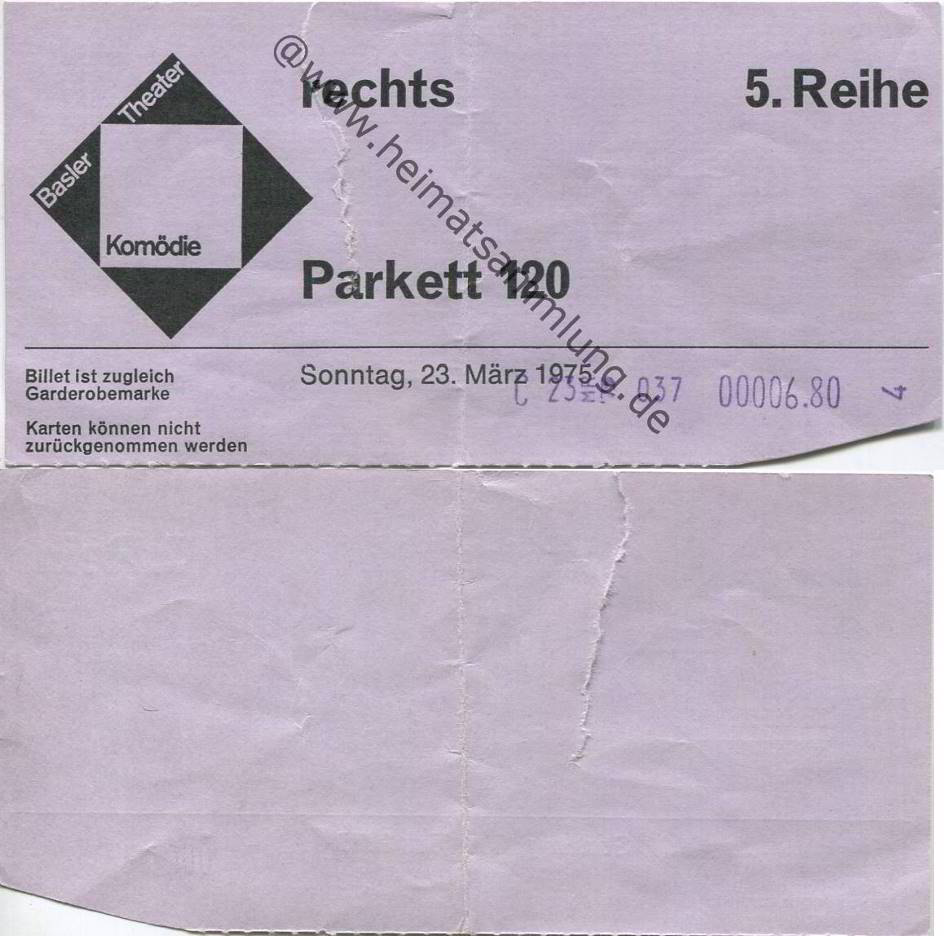 Basler Theater
Komödie
rechts 5. Reihe
Parkett 120
Sonntag, 23. März 1975
Billet ist zugleich
Garderobemarke
Karten können nicht
zurückgenommen werden
C 23 037 00006.80 4
@www.heimatsammlung.de